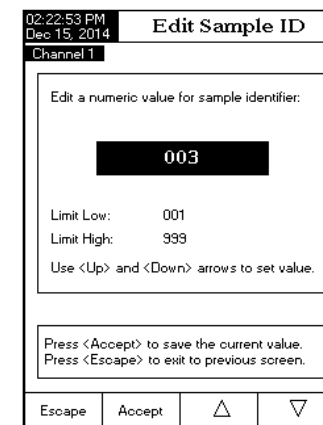 02:22:53 PM
Dec 15, 2014
Edit Sample ID
Channel 1
Edit a numeric value for sample identifier:
003
Limit Low: 001
Limit High: 999
Use <Up> and <Down> arrows to set value.
Press <Accept> to save the current value.
Press <Escape> to exit to previous screen.
Escape Accept △ ▽